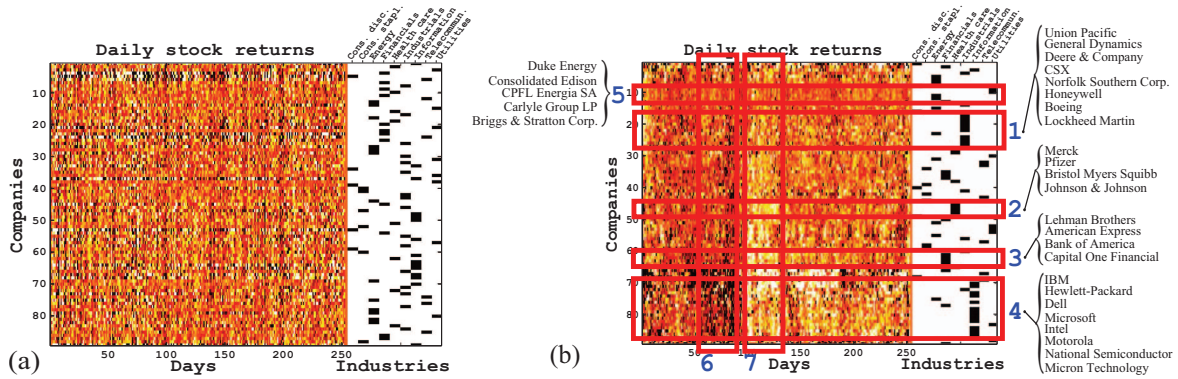 Daily stock returns
Cons. disc.
Cons. stapl.
Energy
Financials
Health care
Industrials
Information
Telecommun.
Utilities
Companies
10
20
30
40
50
60
70
80
50
100
150
200
250
Days
Industries
(a)
Daily stock returns
Cons. disc.
Cons. stapl.
Energy
Financials
Health care
Industrials
Information
Telecommun.
Utilities
Companies
10
30
40
50
60
70
50
100
150
200
250
Days
Industries
(b)
Duke Energy
Consolidated Edison
CPFL Energia SA
Carlyle Group LP
Briggs & Stratton Corp.
5
1
2
3
4
6
7
Union Pacific
General Dynamics
Deere & Company
CSX
Norfolk Southern Corp.
Honeywell
Boeing
Lockheed Martin
Merck
Pfizer
Bristol Myers Squibb
Johnson & Johnson
Lehman Brothers
American Express
Bank of America
Capital One Financial
IBM
Hewlett-Packard
Dell
Microsoft
Intel
Motorola
National Semiconductor
Micron Technology